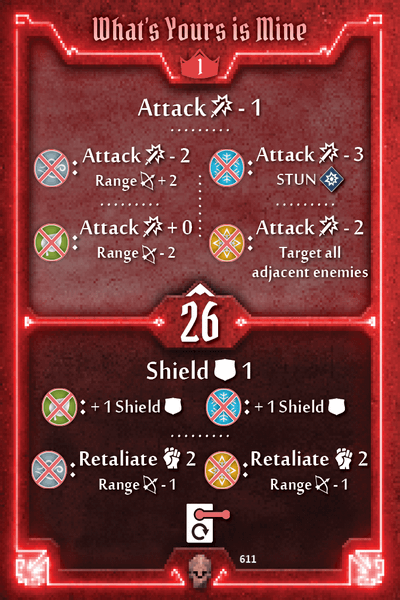 What's Yours is Mine
1
Attack - 1
: Attack - 2
Range + 2
: Attack - 3
STUN
: Attack + 0
Range - 2
: Attack - 2
Target all
adjacent enemies
26
Shield 1
: + 1 Shield
: + 1 Shield
: Retaliate 2
Range - 1
: Retaliate 2
Range - 1
611